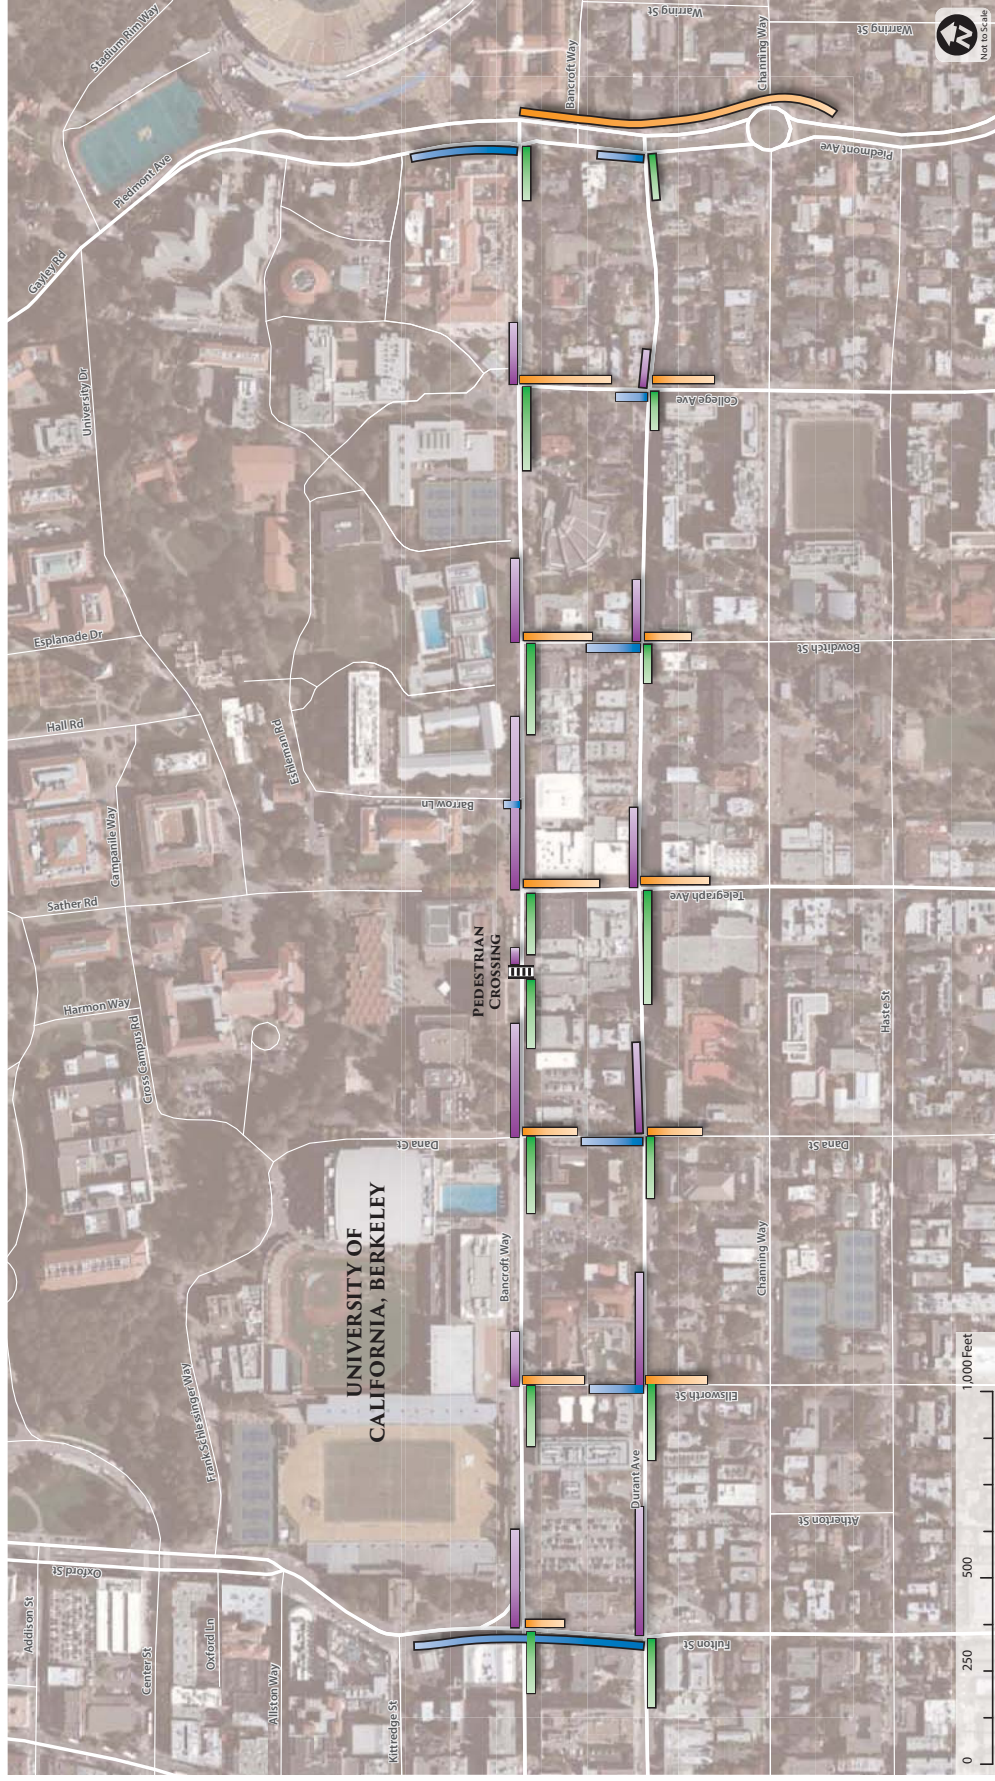 Warring St
Warring St
Channing Way
Bancroft Way
Stadium Rim Way
Not to Scale
N
Piedmont Ave
Piedmont Ave
Gayley Rd
University Dr
College Ave
Esplanade Dr
Bowditch St
Hall Rd
Eshleman Rd
Barrow Ln
Campanile Way
Sather Rd
Telegraph Ave
PEDESTRIAN
CROSSING
Harmon Way
Cross Campus Rd
Haste St
Dana Ct
Dana St
UNIVERSITY OF
CALIFORNIA, BERKELEY
Bancroft Way
Channing Way
Frank Schlessinger Way
Ellsworth St
Durant Ave
Atherton St
Oxford St
Addison St
Center St
Oxford Ln
Allston Way
Kittredge St
Fulton St
0
250
500
1,000 Feet